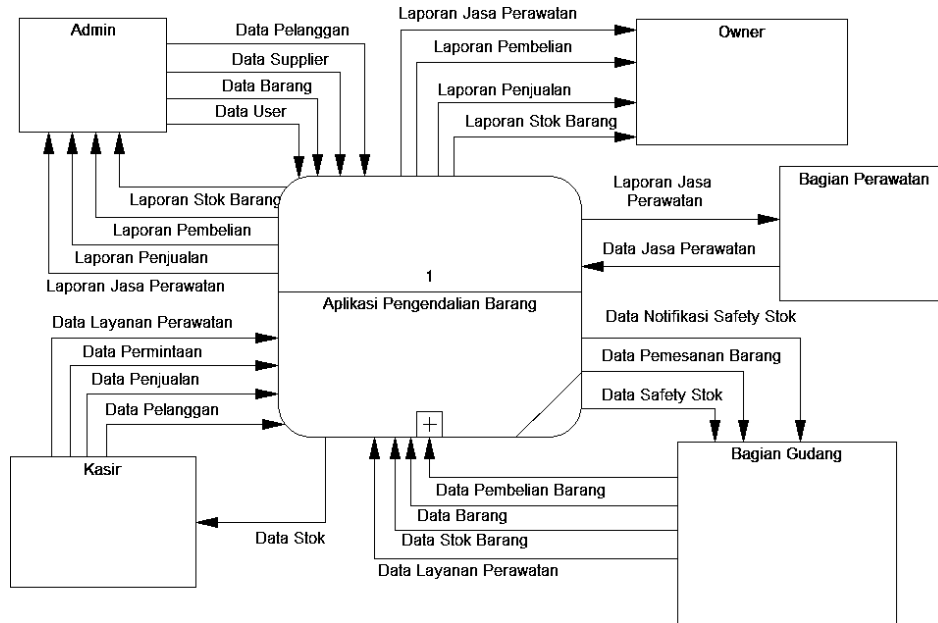 Admin
Data Pelanggan
Data Supplier
Data Barang
Data User
Laporan Jasa Perawatan
Laporan Pembelian
Laporan Penjualan
Laporan Stok Barang
Owner
Laporan Stok Barang
Laporan Pembelian
Laporan Penjualan
Laporan Jasa Perawatan
Laporan Jasa
Perawatan
Data Jasa Perawatan
Bagian Perawatan
1
Aplikasi Pengendalian Barang
Data Layanan Perawatan
Data Permintaan
Data Penjualan
Data Pelanggan
Kasir
Data Stok
Data Notifikasi Safety Stok
Data Pemesanan Barang
Data Safety Stok
Bagian Gudang
Data Pembelian Barang
Data Barang
Data Stok Barang
Data Layanan Perawatan